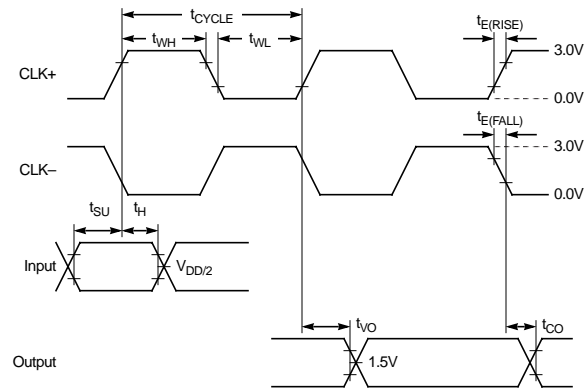 tCYCLE
tE(RISE)
tWH
tWL
CLK+
3.0V
0.0V
tE(FALL)
3.0V
CLK–
0.0V
tSU
tH
Input
VDD/2
tVO
tCO
Output
1.5V